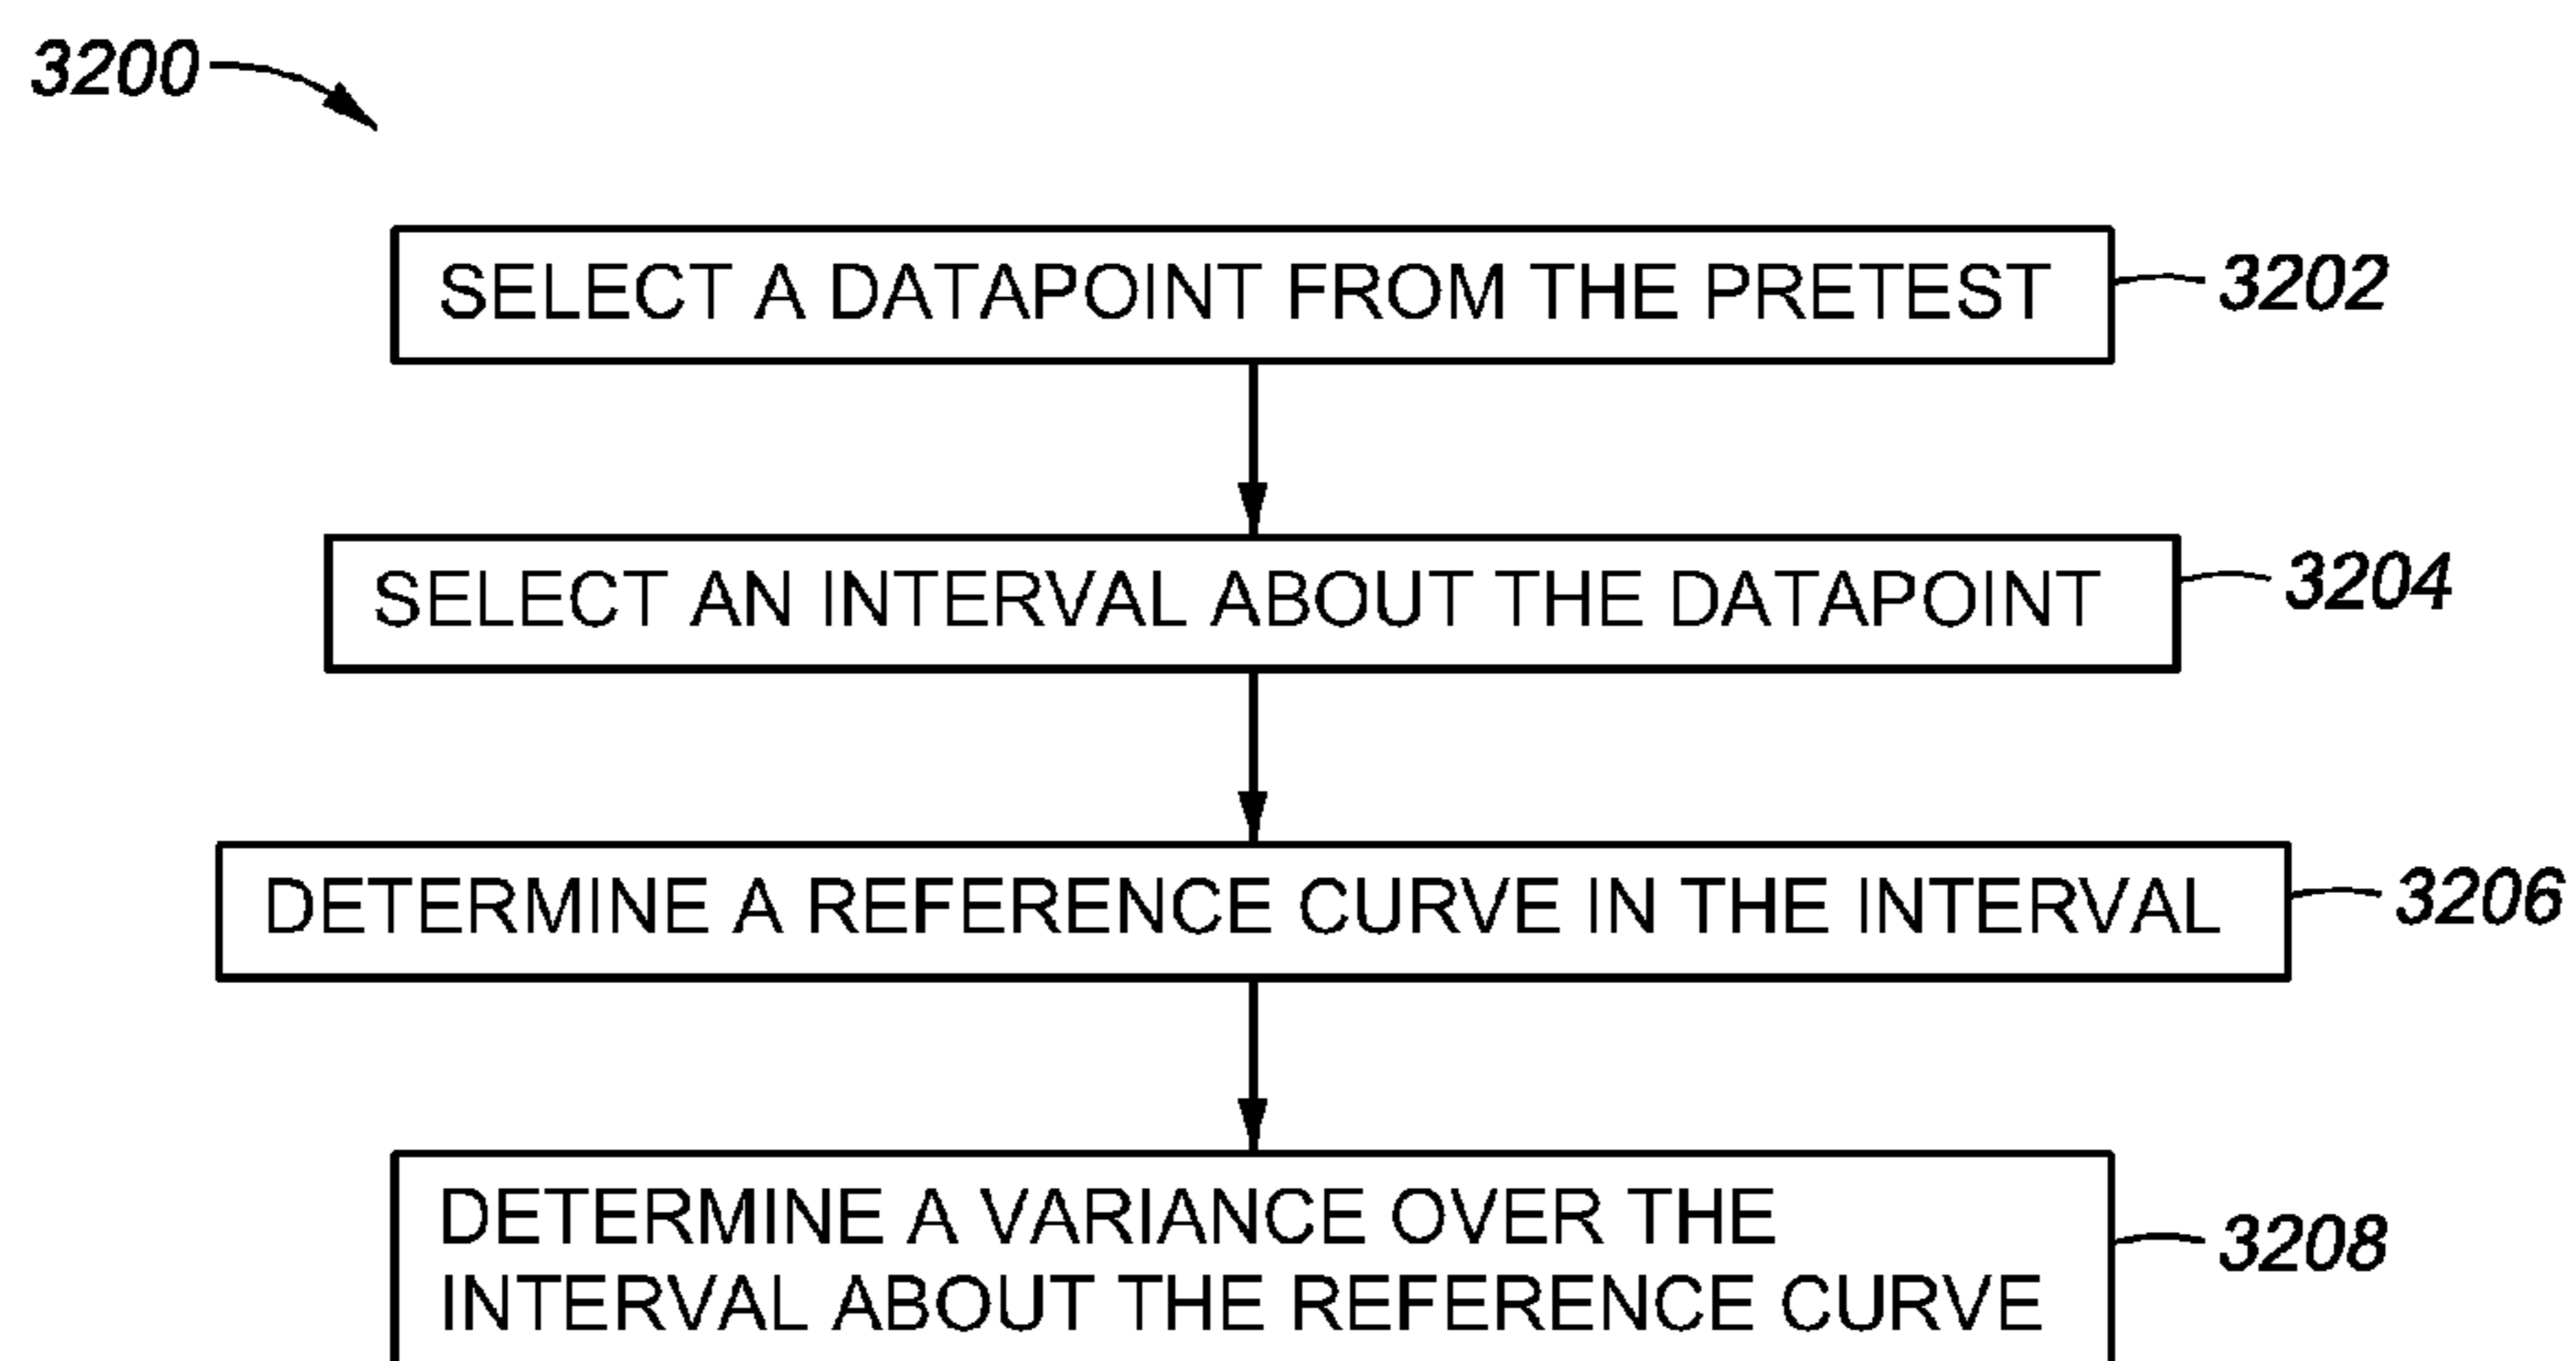 3200
SELECT A DATAPOINT FROM THE PRETEST
3202
SELECT AN INTERVAL ABOUT THE DATAPOINT
3204
DETERMINE A REFERENCE CURVE IN THE INTERVAL
3206
DETERMINE A VARIANCE OVER THE
INTERVAL ABOUT THE REFERENCE CURVE
3208